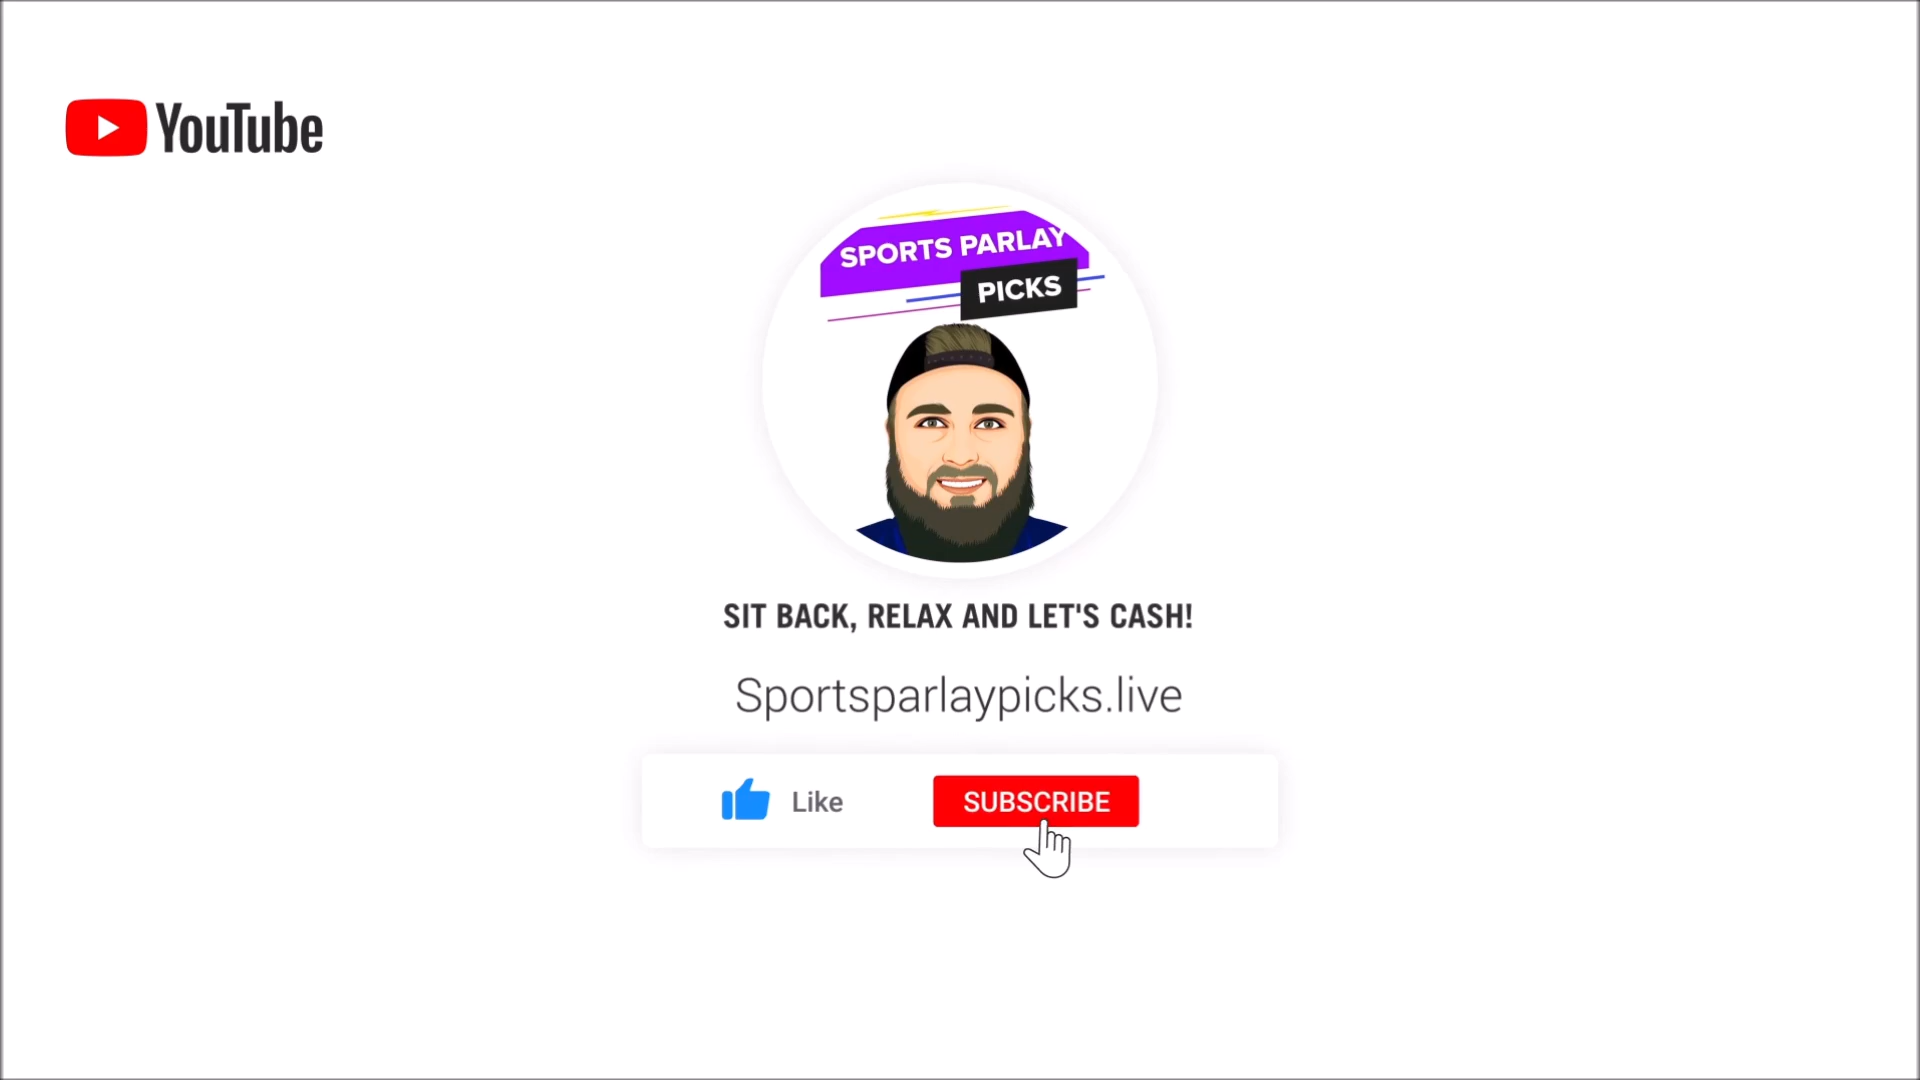 YouTube
SPORTS PARLAY
PICKS
SIT BACK, RELAX AND LET'S CASH!
Sportsparlaypicks.live
Like
SUBSCRIBE